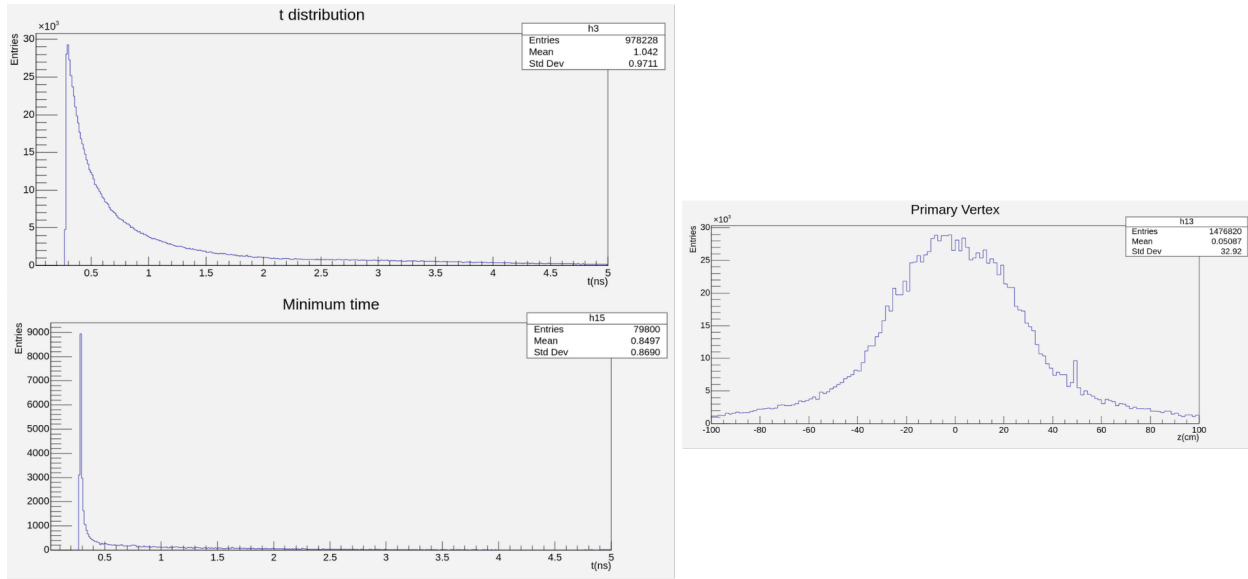 t distribution
×10³
h3
Entries 978228
Mean 1.042
Std Dev 0.9711
Entries
30
25
20
15
10
5
0
0.5 1 1.5 2 2.5 3 3.5 4 4.5 5
t(ns)
Minimum time
h15
Entries 79800
Mean 0.8497
Std Dev 0.8690
Entries
9000
8000
7000
6000
5000
4000
3000
2000
1000
0
0.5 1 1.5 2 2.5 3 3.5 4 4.5 5
t(ns)
Primary Vertex
×10³
h13
Entries 1476820
Mean 0.05087
Std Dev 32.92
Entries
30
25
20
15
10
5
0
-100 -80 -60 -40 -20 0 20 40 60 80 100
z(cm)